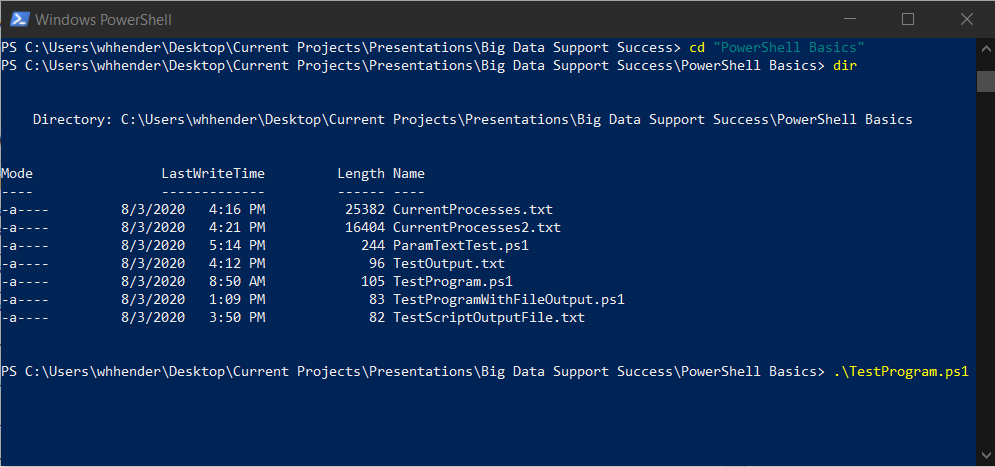 Windows PowerShell
PS C:\Users\whhender\Desktop\Current Projects\Presentations\Big Data Support Success> cd "PowerShell Basics"
PS C:\Users\whhender\Desktop\Current Projects\Presentations\Big Data Support Success\PowerShell Basics> dir
Directory: C:\Users\whhender\Desktop\Current Projects\Presentations\Big Data Support Success\PowerShell Basics
Mode LastWriteTime Length Name
---- ------------- ------ ----
-a---- 8/3/2020 4:16 PM 25382 CurrentProcesses.txt
-a---- 8/3/2020 4:21 PM 16404 CurrentProcesses2.txt
-a---- 8/3/2020 5:14 PM 244 ParamTextTest.ps1
-a---- 8/3/2020 4:12 PM 96 TestOutput.txt
-a---- 8/3/2020 8:50 AM 105 TestProgram.ps1
-a---- 8/3/2020 1:09 PM 83 TestProgramWithFileOutput.ps1
-a---- 8/3/2020 3:50 PM 82 TestScriptOutputFile.txt
PS C:\Users\whhender\Desktop\Current Projects\Presentations\Big Data Support Success\PowerShell Basics> .\TestProgram.ps1